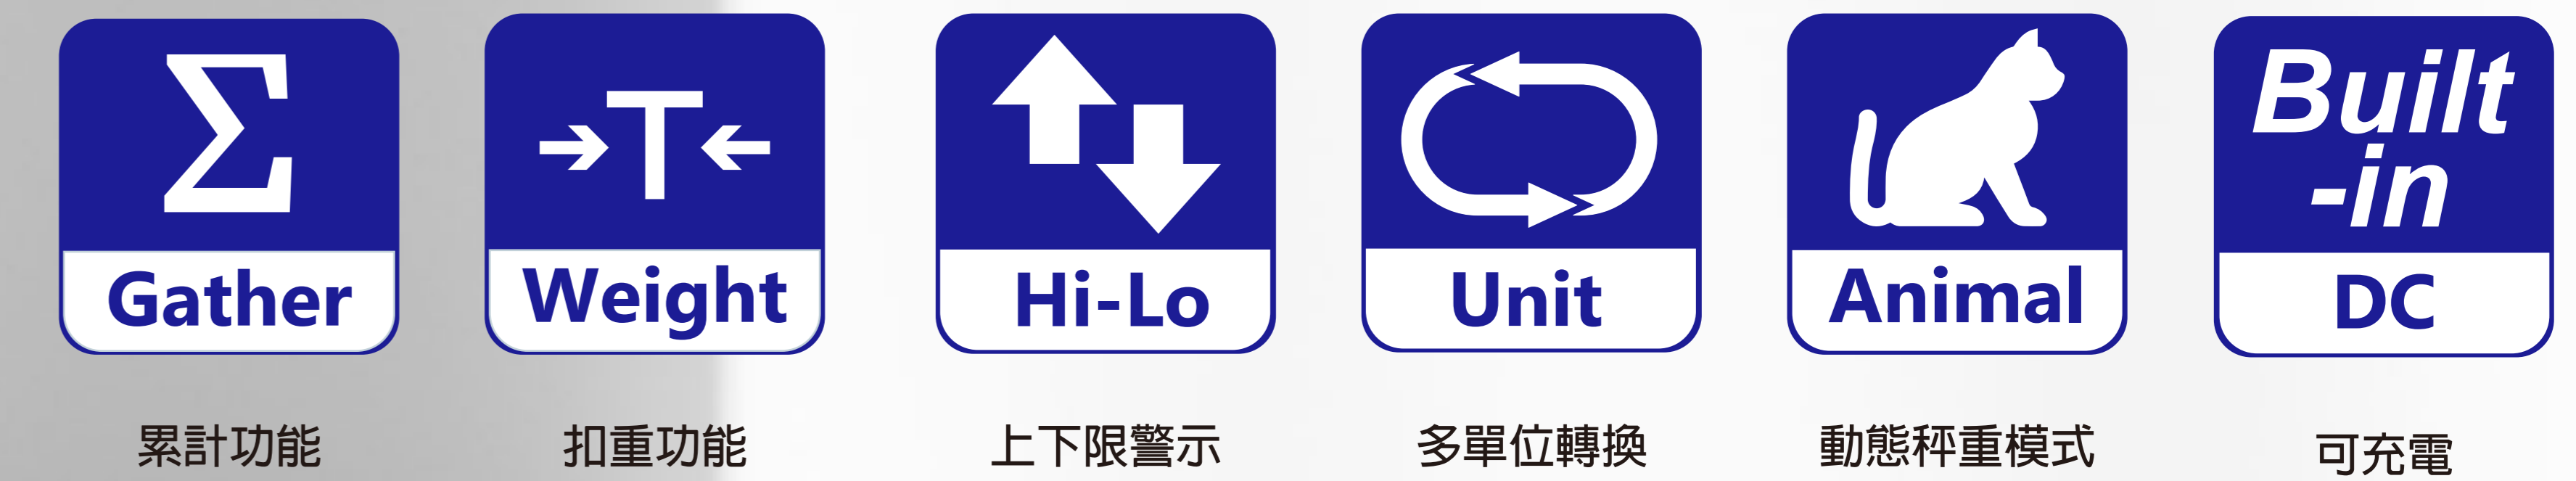 Σ
Gather
累計功能
→T←
Weight
扣重功能
Hi-Lo
上下限警示
Unit
多單位轉換
Animal
動態秤重模式
Built
-in
DC
可充電